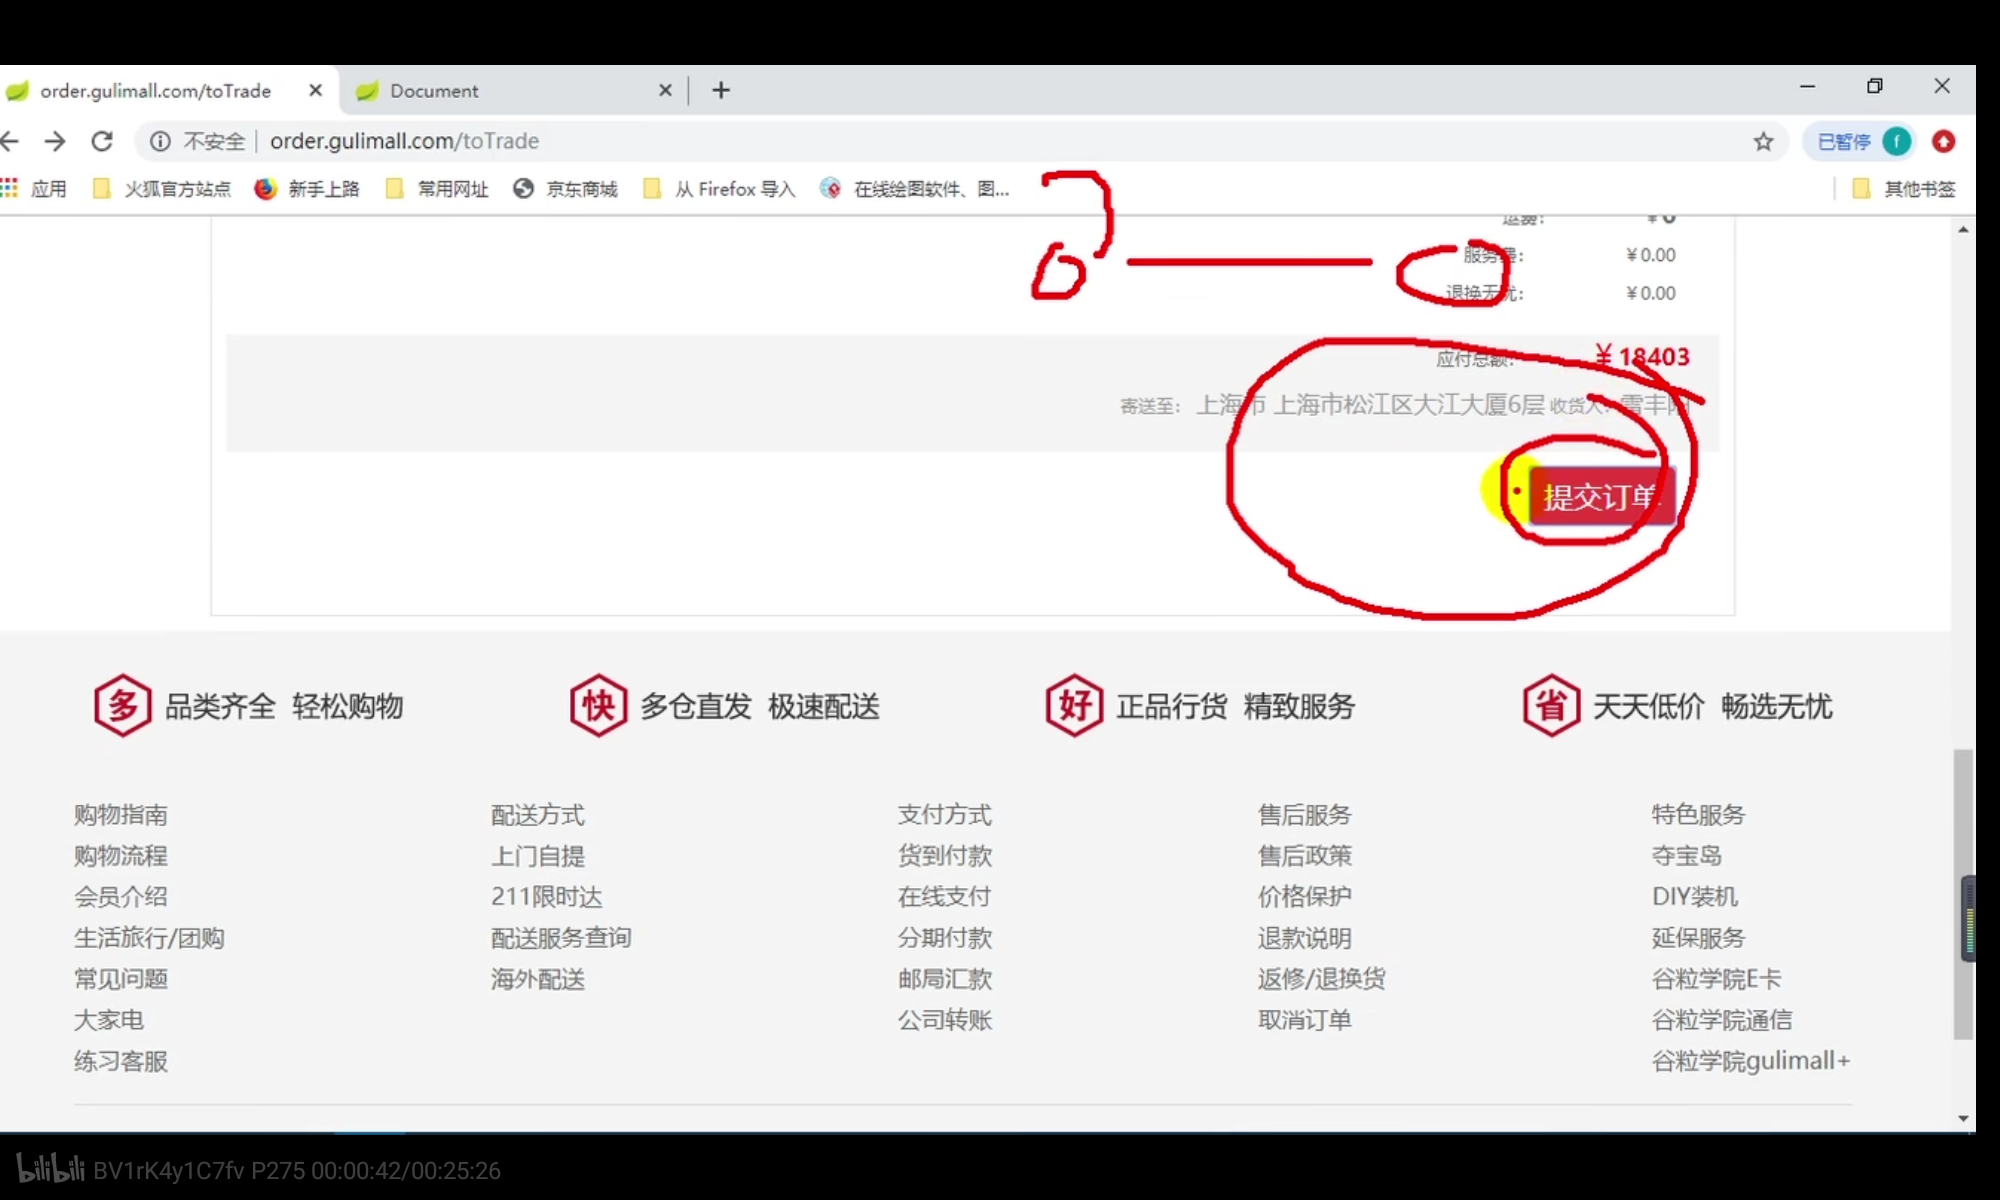 order.gulimall.com/toTrade
Document
不安全 order.gulimall.com/toTrade
已暂停 f
应用 火狐官方站点 新手上路 常用网址 京东商城 从 Firefox 导入 在线绘图软件、图... 其他书签
运费: ¥0
服务费: ¥0.00
退换无忧: ¥0.00
应付总额: ¥18403
寄送至: 上海市 上海市松江区大江大厦6层 收货人: 雷丰阳
提交订单
多 品类齐全 轻松购物
快 多仓直发 极速配送
好 正品行货 精致服务
省 天天低价 畅选无忧
购物指南
购物流程
会员介绍
生活旅行/团购
常见问题
大家电
练习客服
配送方式
上门自提
211限时达
配送服务查询
海外配送
支付方式
货到付款
在线支付
分期付款
邮局汇款
公司转账
售后服务
售后政策
价格保护
退款说明
返修/退换货
取消订单
特色服务
夺宝岛
DIY装机
延保服务
谷粒学院E卡
谷粒学院通信
谷粒学院gulimall+
bilibili BV1rK4y1C7fv P275 00:00:42/00:25:26